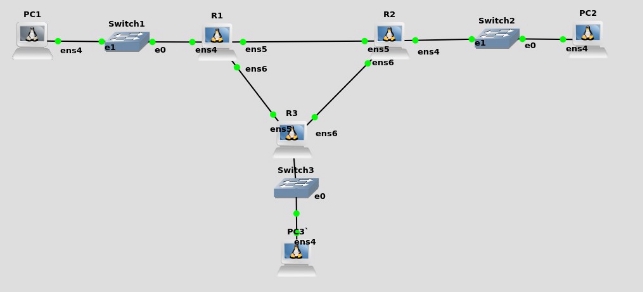 PC1
Switch1
R1
R2
Switch2
PC2
ens4
e1
e0
ens4
ens5
ens5
ens4
e1
e0
ens4
ens6
ens6
R3
ens5
ens6
Switch3
e0
PC3`
ens4